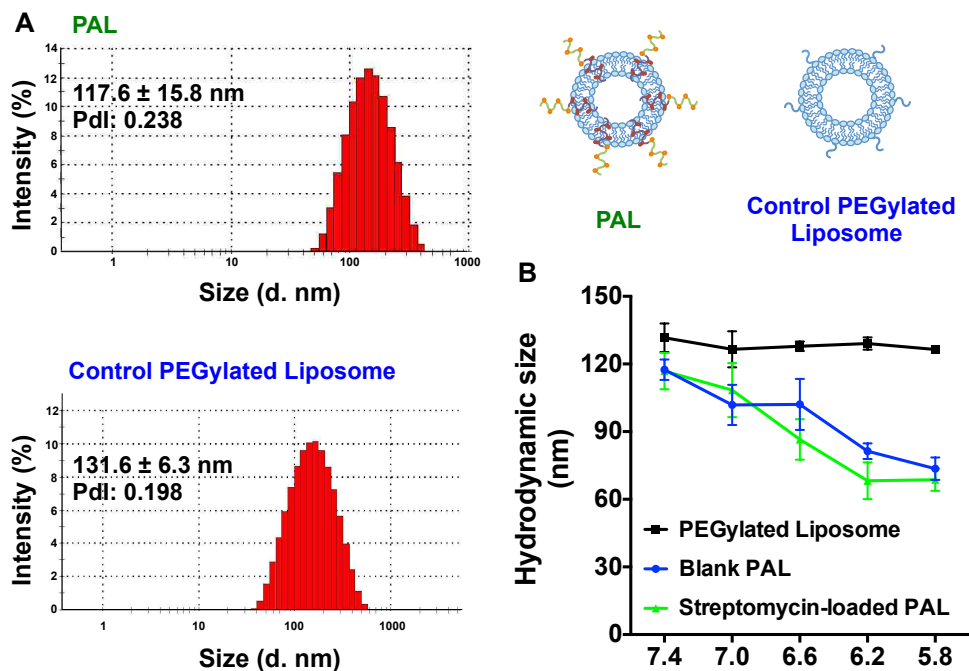 A
PAL
14
12
10
8
6
4
2
0
Intensity (%)
117.6 ± 15.8 nm
PdI: 0.238
1
10
100
1000
Size (d. nm)
Control PEGylated Liposome
12
10
8
6
4
2
0
Intensity (%)
131.6 ± 6.3 nm
PdI: 0.198
1
10
100
1000
Size (d. nm)
PAL
Control PEGylated
Liposome
B
150
120
90
60
30
0
Hydrodynamic size
(nm)
PEGylated Liposome
Blank PAL
Streptomycin-loaded PAL
7.4
7.0
6.6
6.2
5.8